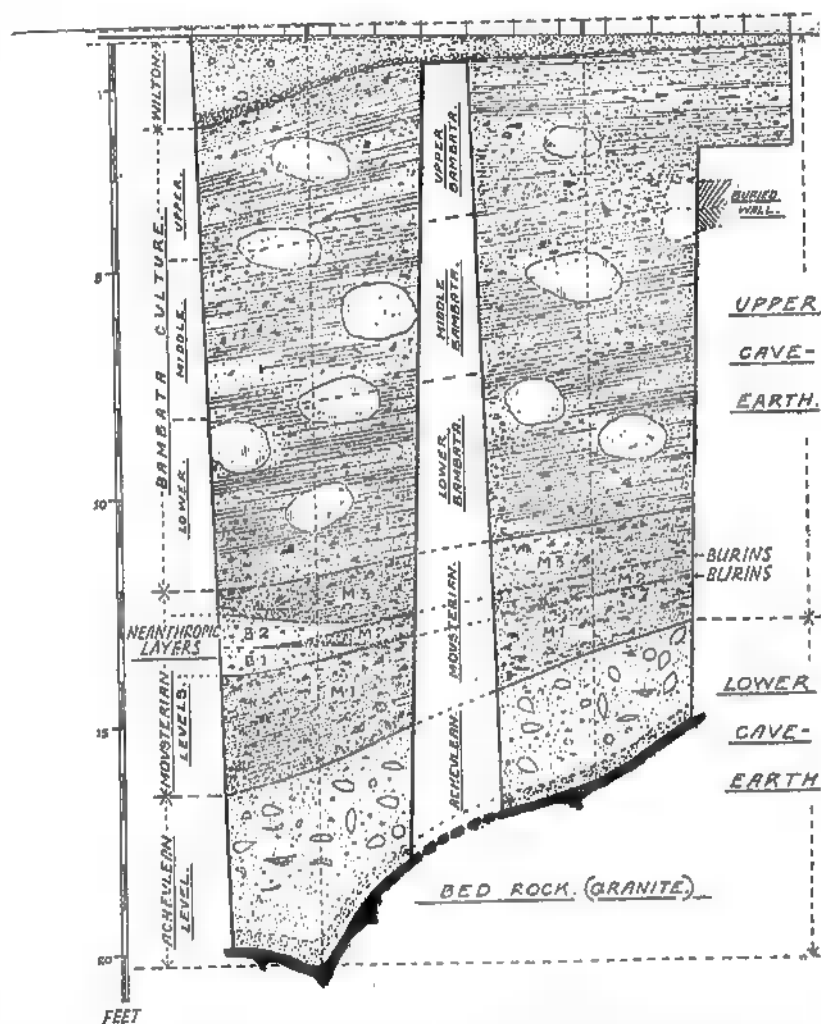 WILTON.
BAMBATA CULTURE.
UPPER.
MIDDLE.
LOWER.
NEANTHROPIC
LAYERS
MOUSTERIAN
LEVELS.
ACHEULEAN
LEVEL.
5
10
15
20
FEET
UPPER
BAMBATA.
MIDDLE
BAMBATA.
LOWER
BAMBATA.
MOUSTERIAN.
ACHEULEAN.
M3
B2
M2
B1
M1
M3
M2
M1
BURIED
WALL.
BURINS
BURINS
UPPER
CAVE-
EARTH.
LOWER
CAVE-
EARTH
BED ROCK. (GRANITE.)